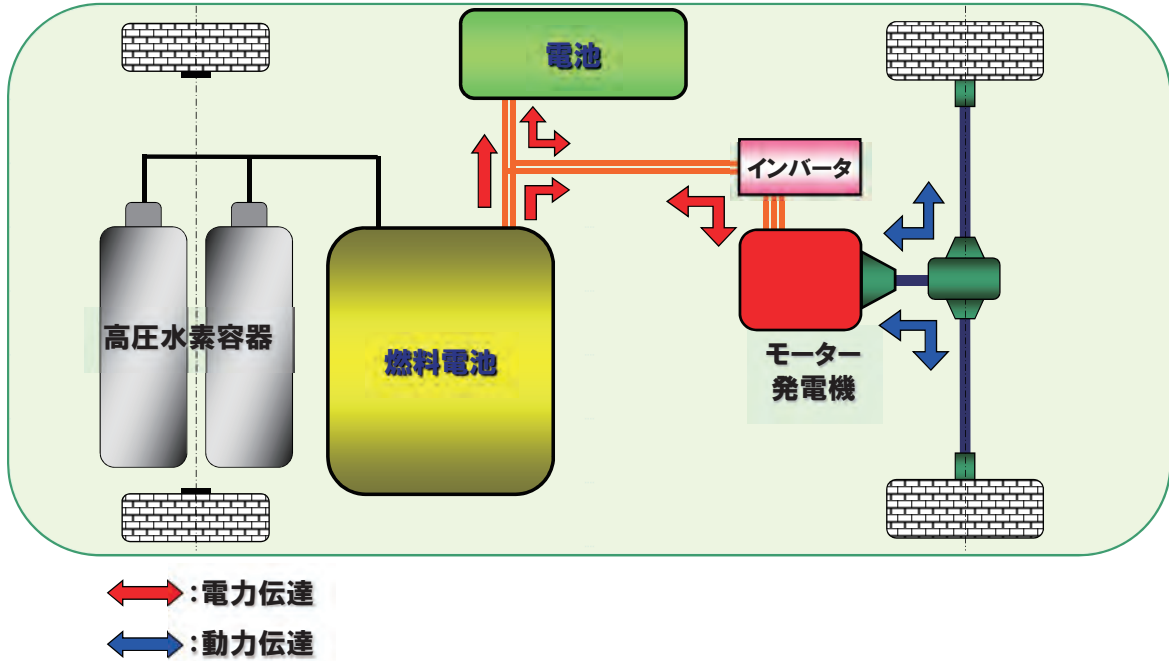 電池
インバータ
高圧水素容器
燃料電池
モーター
発電機
:電力伝達
:動力伝達